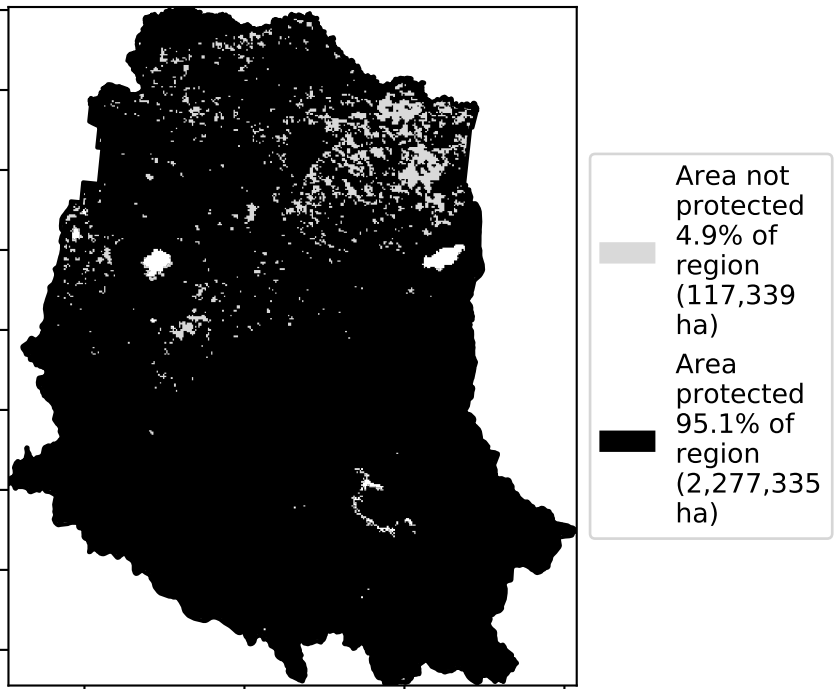 Area not
protected
4.9% of
region
(117,339
ha)
Area
protected
95.1% of
region
(2,277,335
ha)